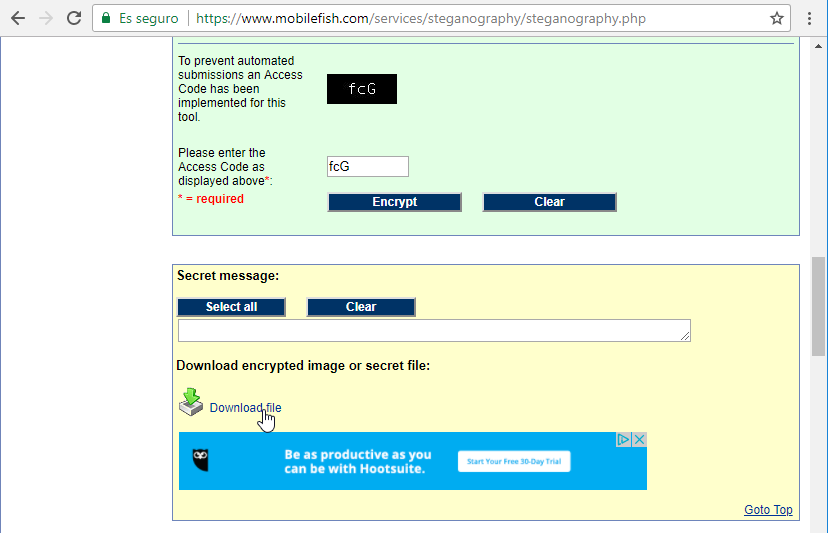 Es seguro | https://www.mobilefish.com/services/steganography/steganography.php
To prevent automated
submissions an Access
Code has been
implemented for this
tool.
fcG
Please enter the
Access Code as
displayed above*:
fcG
* = required
Encrypt
Clear
Secret message:
Select all
Clear
Download encrypted image or secret file:
Download file
Be as productive as you
can be with Hootsuite.
Start Your Free 30-Day Trial
Goto Top